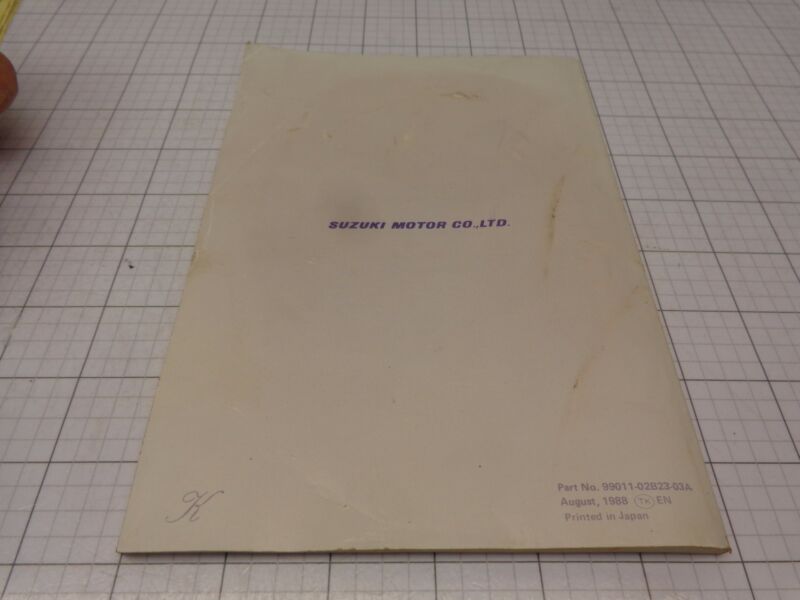 SUZUKI MOTOR CO.,LTD.
K
Part No. 99011-02B23-03A
August, 1988 TK EN
Printed in Japan